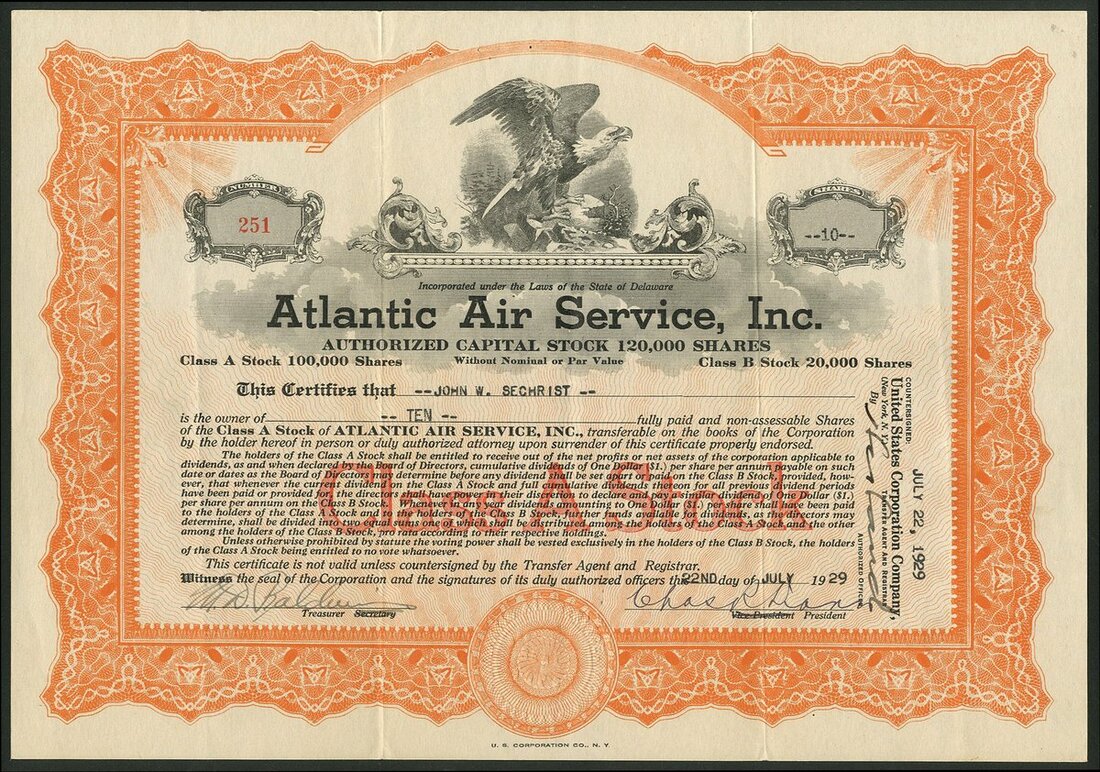 NUMBER
251
SHARES
--10--
Incorporated under the Laws of the State of Delaware
Atlantic Air Service, Inc.
AUTHORIZED CAPITAL STOCK 120,000 SHARES
Class A Stock 100,000 Shares Without Nominal or Par Value Class B Stock 20,000 Shares
This Certifies that --JOHN W. SECHRIST --
is the owner of -- TEN -- fully paid and non-assessable Shares
of the Class A Stock of ATLANTIC AIR SERVICE, INC., transferable on the books of the Corporation
by the holder hereof in person or duly authorized attorney upon surrender of this certificate properly endorsed.
The holders of the Class A Stock shall be entitled to receive out of the net profits or net assets of the corporation applicable to
dividends, as and when declared by the Board of Directors, cumulative dividends of One Dollar ($1.) per share per annum, payable on such
date or dates as the Board of Directors may determine before any dividend shall be set apart or paid on the Class B Stock; provided, how-
ever, that whenever the current dividend on the Class A Stock and full cumulative dividends thereon for all previous dividend periods
have been paid or provided for, the directors may in their discretion declare and pay dividends of One Dollar ($1.)
per share per annum on the Class B Stock. Whenever in any year dividends amounting to One Dollar ($1.) per share shall have been paid
to the holders of the Class A Stock and to the holders of the Class B Stock, further funds available for dividends, as the directors may
determine, shall be divided into two equal parts, one of which shall be distributed among the holders of the Class A Stock and the other
among the holders of the Class B Stock, pro rata according to their respective holdings.
Unless otherwise prohibited by statute the voting power shall be vested exclusively in the holders of the Class B Stock, the holders
of the Class A Stock being entitled to no vote whatsoever.
Class A Stock
This certificate is not valid unless countersigned by the Transfer Agent and Registrar.
Witness the seal of the Corporation and the signatures of its duly authorized officers the 22ND day of JULY 1929
Chas R Dann
Treasurer Secretary
Vice-President President
COUNTERSIGNED:
United States Corporation Company,
(New York, N. Y.) TRANSFER AGENT AND REGISTRAR
By
AUTHORIZED OFFICER
JULY 22, 1929
U. S. CORPORATION CO., N. Y.